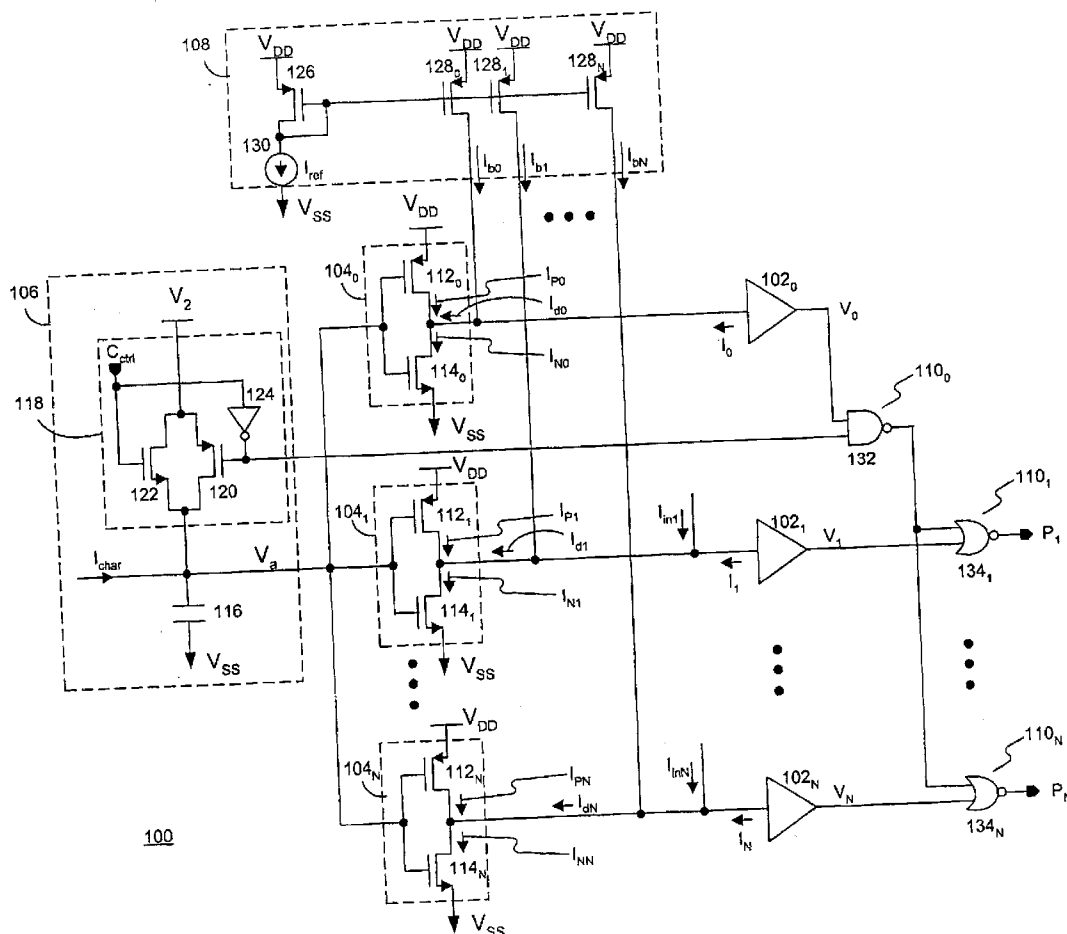 108
V_DD
V_DD
V_DD
V_DD
126
128_0
128_1
128_N
130
I_ref
V_SS
I_b0
I_b1
I_bN
V_DD
106
V_2
104_0
112_0
I_P0
I_d0
102_0
V_0
I_0
C_ctrl
124
118
114_0
I_N0
V_SS
110_0
132
122
120
V_DD
104_1
112_1
I_P1
I_d1
I_in1
102_1
V_1
110_1
P_1
134_1
I_char
V_a
116
V_SS
114_1
I_N1
I_1
V_SS
V_DD
104_N
112_N
I_PN
I_dN
I_inN
102_N
V_N
110_N
P_N
134_N
100
114_N
I_NN
I_N
V_SS